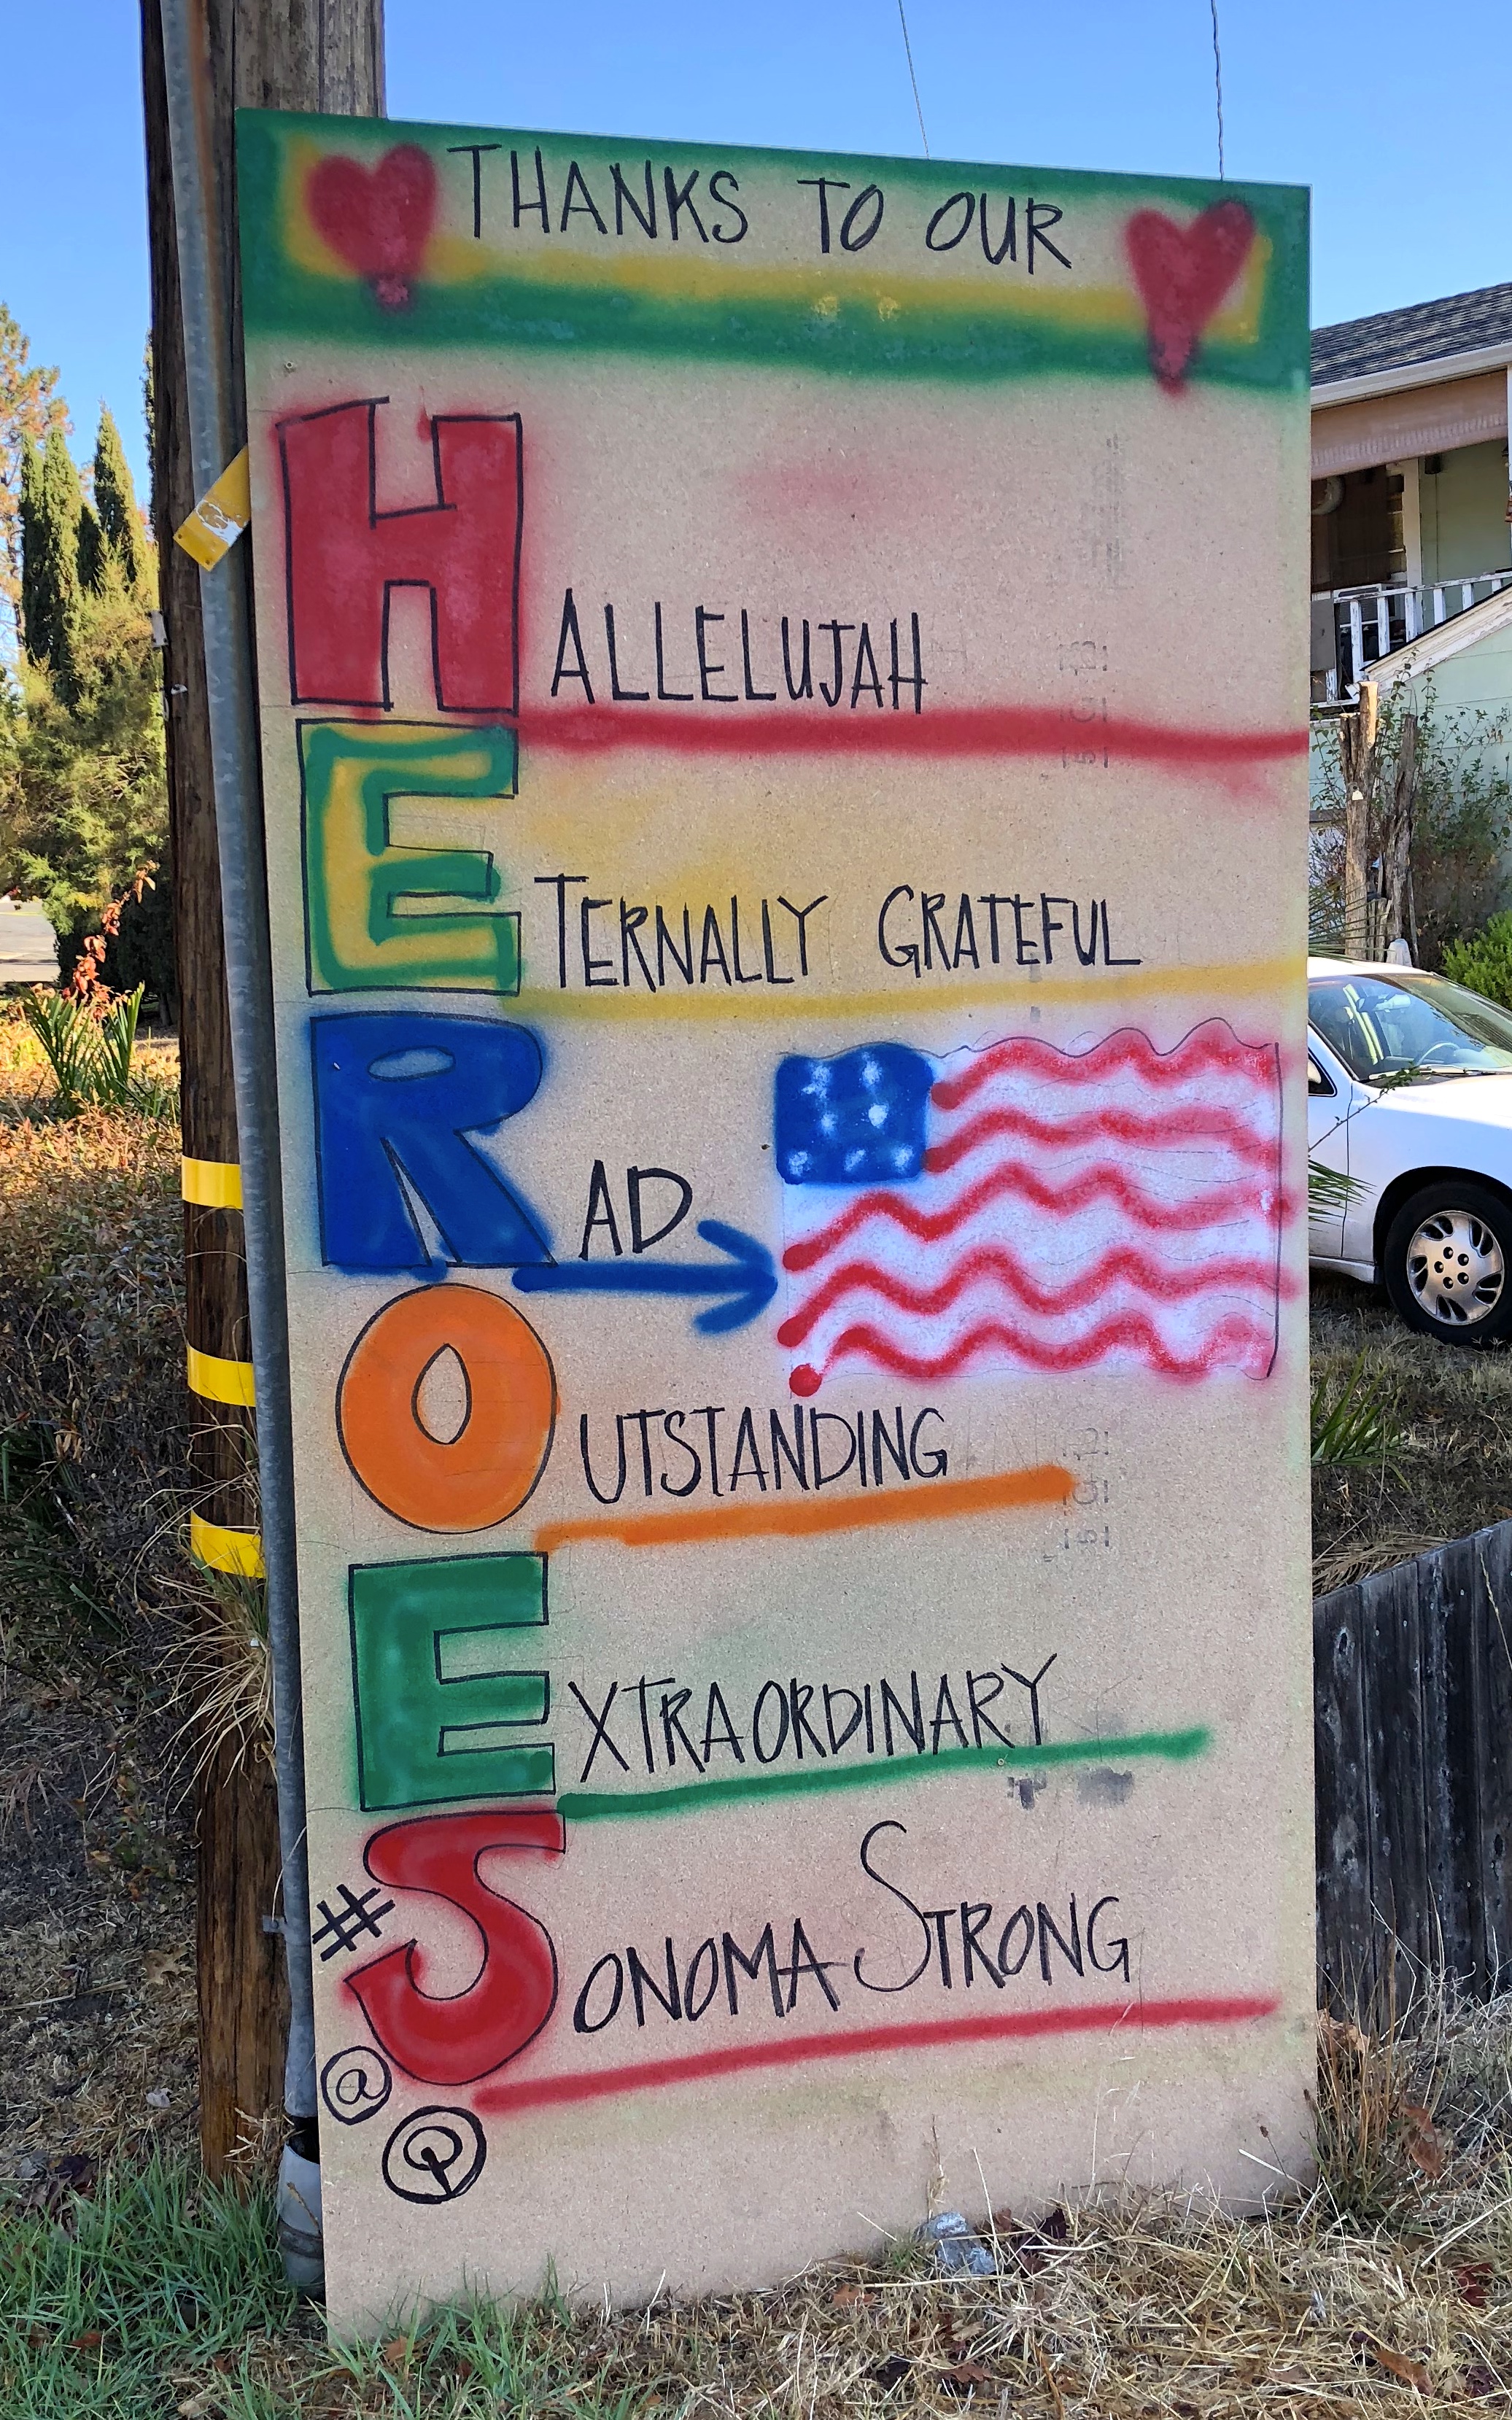 THANKS TO OUR
HALLELUJAH
ETERNALLY GRATEFUL
RAD
OUTSTANDING
EXTRAORDINARY
#SONOMA STRONG
@